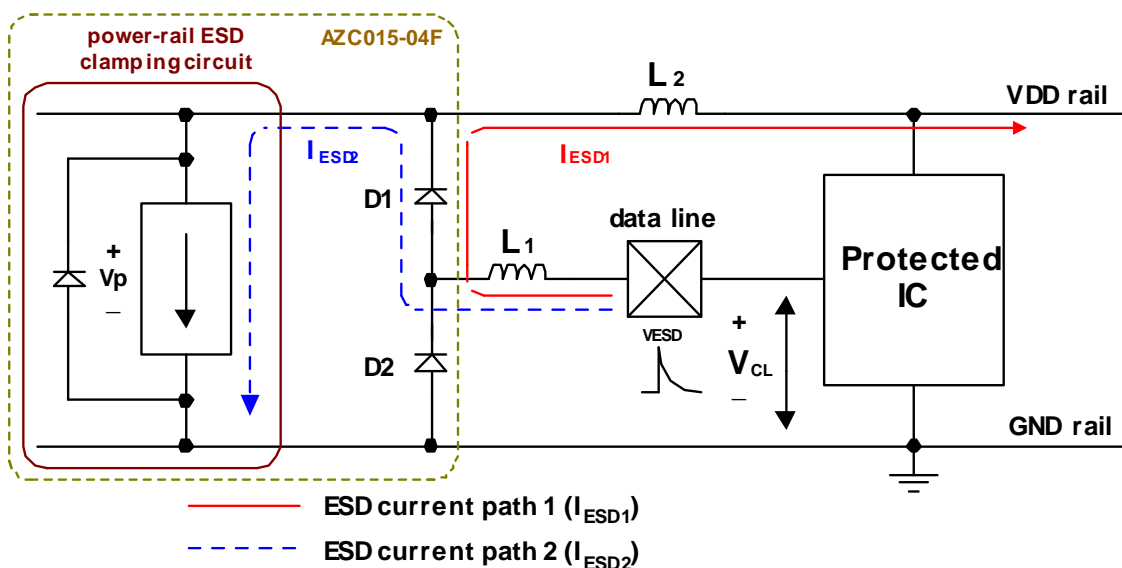 power-rail ESD
clamping circuit
AZC015-04F
L2
VDD rail
IESD2
IESD1
D1
data line
L1
Protected
IC
+
Vp
_
VESD
+
VCL
_
D2
GND rail
ESD current path 1 (IESD1)
ESD current path 2 (IESD2)